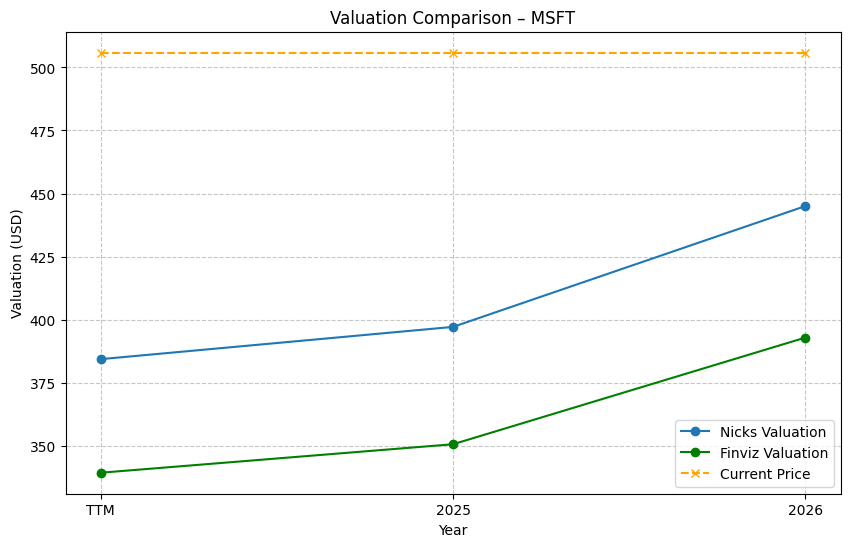 Valuation Comparison – MSFT
Valuation (USD)
500
475
450
425
400
375
350
TTM
2025
2026
Year
Nicks Valuation
Finviz Valuation
Current Price